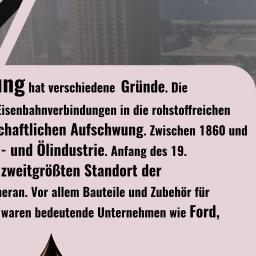 ung hat verschiedene Gründe. Die
Eisenbahnverbindungen in die rohstoffreichen
chaftlichen Aufschwung. Zwischen 1860 und
- und Ölindustrie. Anfang des 19.
zweitgrößten Standort der
heran. Vor allem Bauteile und Zubehör für
waren bedeutende Unternehmen wie Ford,